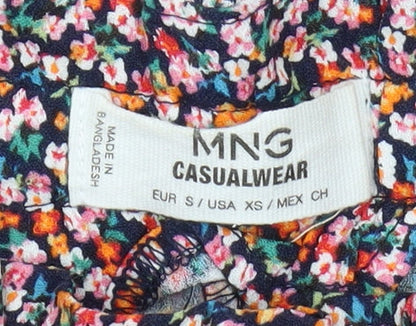 MADE IN
BANGLADESH
MNG
CASUALWEAR
EUR S / USA XS / MEX CH